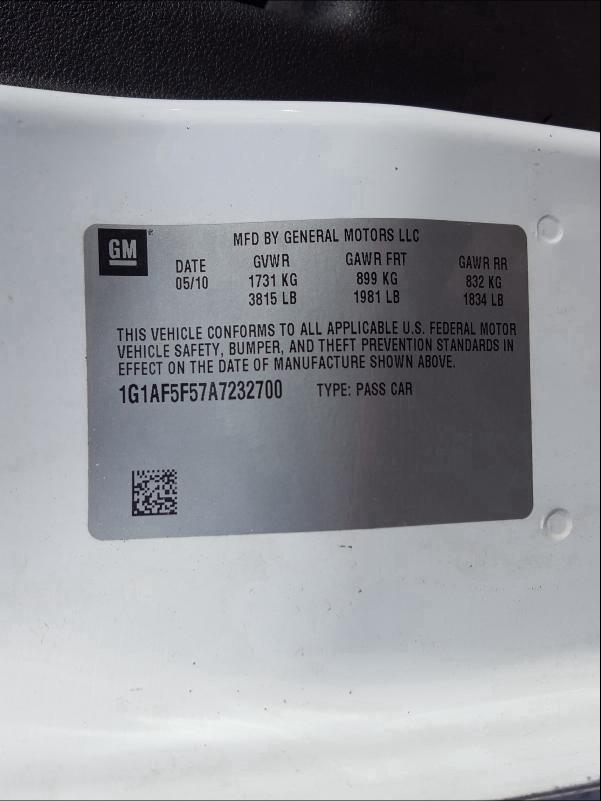 GM ®
MFD BY GENERAL MOTORS LLC
DATE GVWR GAWR FRT GAWR RR
05/10 1731 KG 899 KG 832 KG
3815 LB 1981 LB 1834 LB
THIS VEHICLE CONFORMS TO ALL APPLICABLE U.S. FEDERAL MOTOR
VEHICLE SAFETY, BUMPER, AND THEFT PREVENTION STANDARDS IN
EFFECT ON THE DATE OF MANUFACTURE SHOWN ABOVE.
1G1AF5F57A7232700 TYPE: PASS CAR